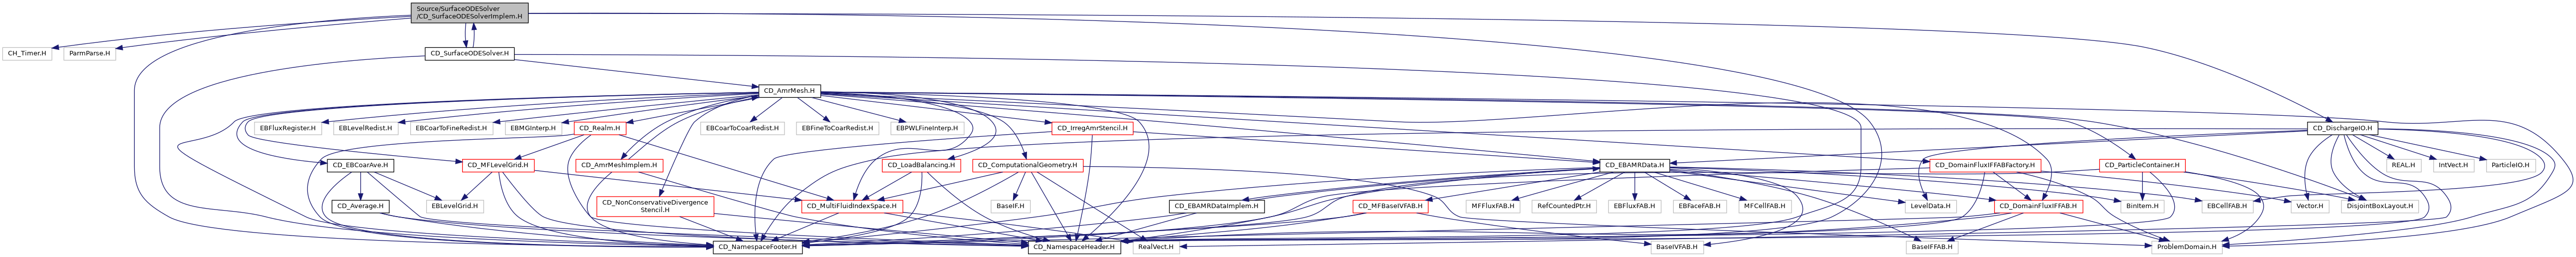 Source/SurfaceODESolver
/CD_SurfaceODESolverImplem.H
CH_Timer.H
ParmParse.H
CD_SurfaceODESolver.H
CD_AmrMesh.H
EBFluxRegister.H
EBLevelRedist.H
EBCoarToFineRedist.H
EBMGInterp.H
CD_Realm.H
EBCoarToCoarRedist.H
EBFineToCoarRedist.H
EBPWLFineInterp.H
CD_IrregAmrStencil.H
CD_DischargeIO.H
CD_EBCoarAve.H
CD_MFLevelGrid.H
CD_AmrMeshImplem.H
CD_LoadBalancing.H
CD_ComputationalGeometry.H
CD_EBAMRData.H
CD_DomainFluxIFFABFactory.H
CD_ParticleContainer.H
REAL.H
IntVect.H
ParticleIO.H
CD_Average.H
EBLevelGrid.H
CD_NonConservativeDivergence
Stencil.H
CD_MultiFluidIndexSpace.H
BaseIF.H
CD_EBAMRDataImplem.H
CD_MFBaseIVFAB.H
MFFluxFAB.H
RefCountedPtr.H
EBFluxFAB.H
EBFaceFAB.H
MFCellFAB.H
LevelData.H
CD_DomainFluxIFFAB.H
BinItem.H
EBCellFAB.H
Vector.H
DisjointBoxLayout.H
CD_NamespaceFooter.H
CD_NamespaceHeader.H
RealVect.H
BaseIVFAB.H
BaseIFFAB.H
ProblemDomain.H